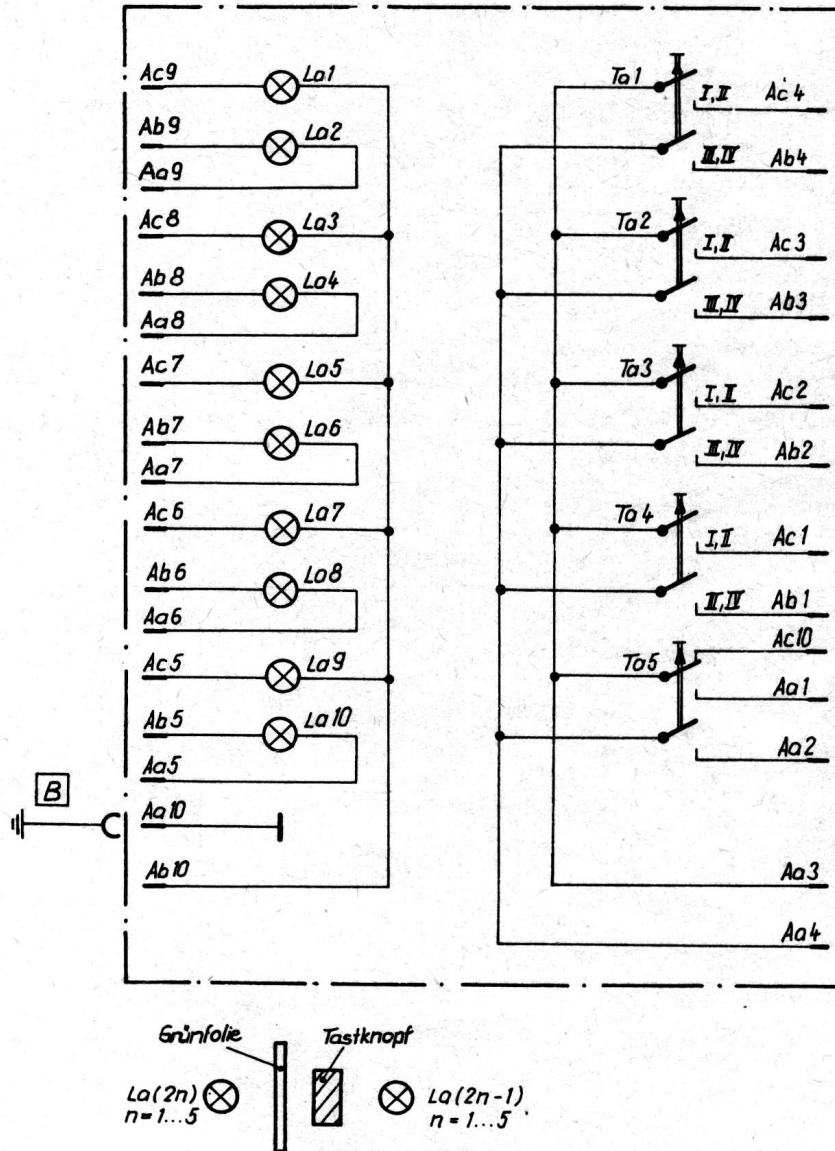 Ac9 La1
Ab9 La2
Aa9
Ac8 La3
Ab8 La4
Aa8
Ac7 La5
Ab7 La6
Aa7
Ac6 La7
Ab6 La8
Aa6
Ac5 La9
Ab5 La10
Aa5
B
Aa10
Ab10
Ta1 I,II Ac4
III,IV Ab4
Ta2 I,II Ac3
III,IV Ab3
Ta3 I,II Ac2
III,IV Ab2
Ta4 I,II Ac1
III,IV Ab1
Ac10
Ta5 Aa1
Aa2
Aa3
Aa4
Grünfolie Tastknopf
La(2n) La(2n-1)
n=1...5 n=1...5